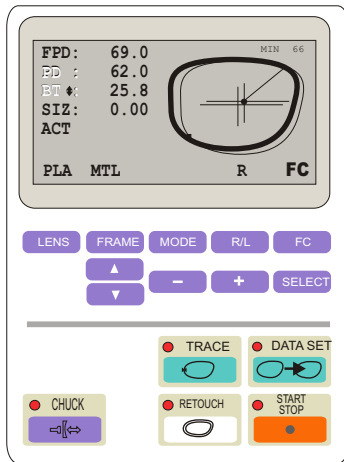 MIN 66
FPD: 69.0
PD : 62.0
BT♦: 25.8
SIZ: 0.00
ACT
PLA MTL R FC
LENS FRAME MODE R/L FC
▲ − + SELECT
▼
TRACE DATA SET
CHUCK RETOUCH START
STOP